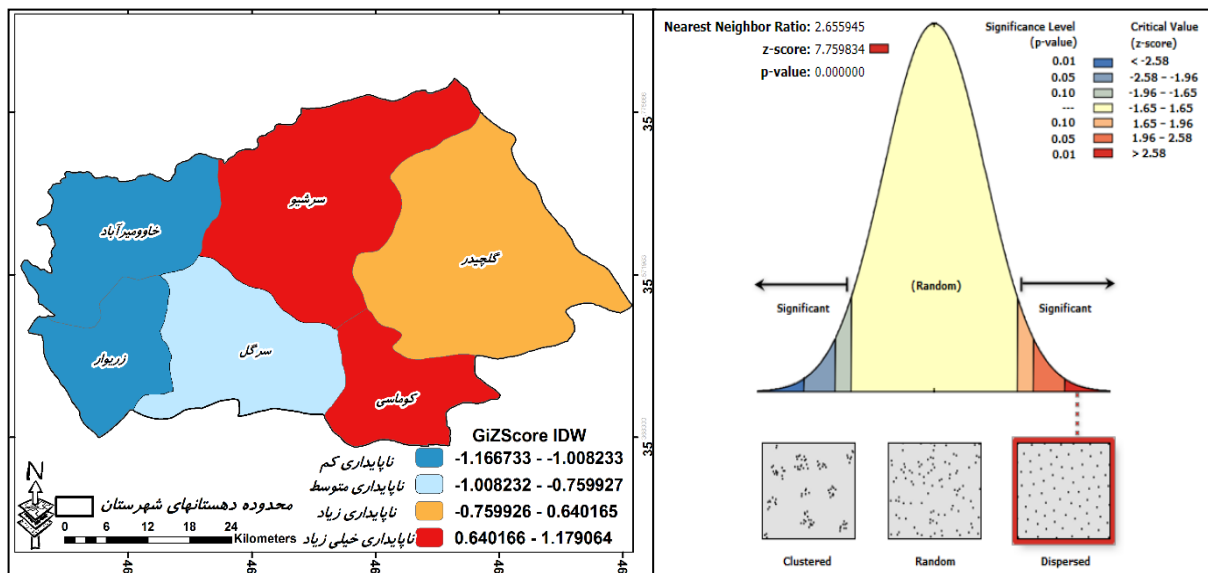 سرشیو
خاوومیرآباد
گلچیدر
سرگل
زریوار
کوماسی
35
35
35
46
46
46
46
GiZScore IDW
ناپایداری کم -1.166733 - -1.008233
ناپایداری متوسط -1.008232 - -0.759927
ناپایداری زیاد -0.759926 - 0.640165
ناپایداری خیلی زیاد 0.640166 - 1.179064
N
محدوده دهستانهای شهرستان
0 3 6 12 18 24
Kilometers
Nearest Neighbor Ratio: 2.655945
z-score: 7.759834
p-value: 0.000000
Significance Level Critical Value
(p-value) (z-score)
0.01 < -2.58
0.05 -2.58 – -1.96
0.10 -1.96 – -1.65
--- -1.65 – 1.65
0.10 1.65 – 1.96
0.05 1.96 – 2.58
0.01 > 2.58
(Random)
Significant Significant
Clustered Random Dispersed